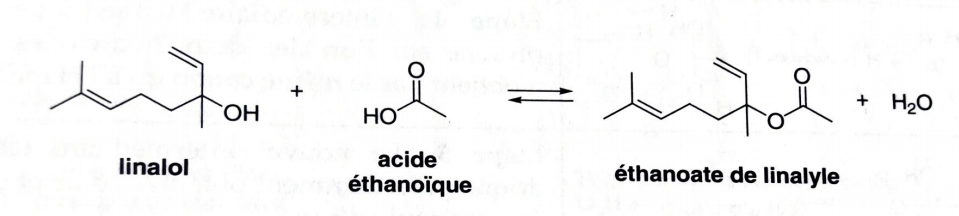 OH
+
HO
O
O
O
+
H₂O
linalol
acide
éthanoïque
éthanoate de linalyle